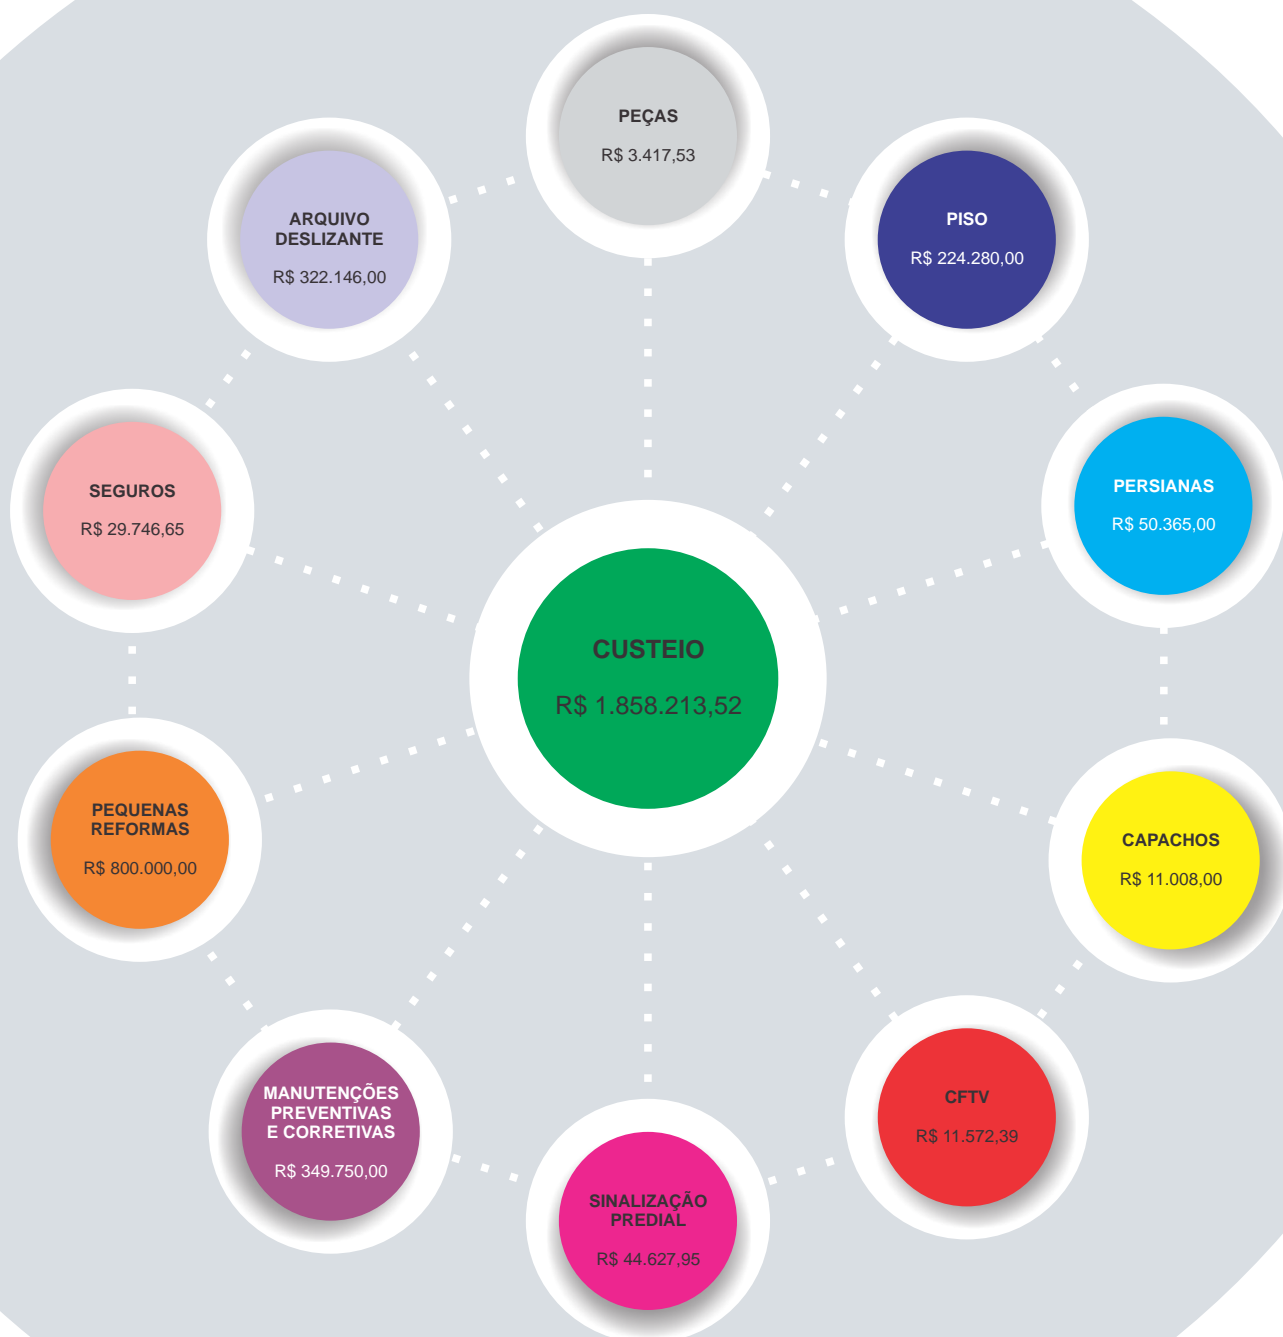 PEÇAS
R$ 3.417,53
ARQUIVO
DESLIZANTE
R$ 322.146,00
PISO
R$ 224.280,00
SEGUROS
R$ 29.746,65
PERSIANAS
R$ 50.365,00
CUSTEIO
R$ 1.858.213,52
PEQUENAS
REFORMAS
R$ 800.000,00
CAPACHOS
R$ 11.008,00
MANUTENÇÕES
PREVENTIVAS
E CORRETIVAS
R$ 349.750,00
CFTV
R$ 11.572,39
SINALIZAÇÃO
PREDIAL
R$ 44.627,95